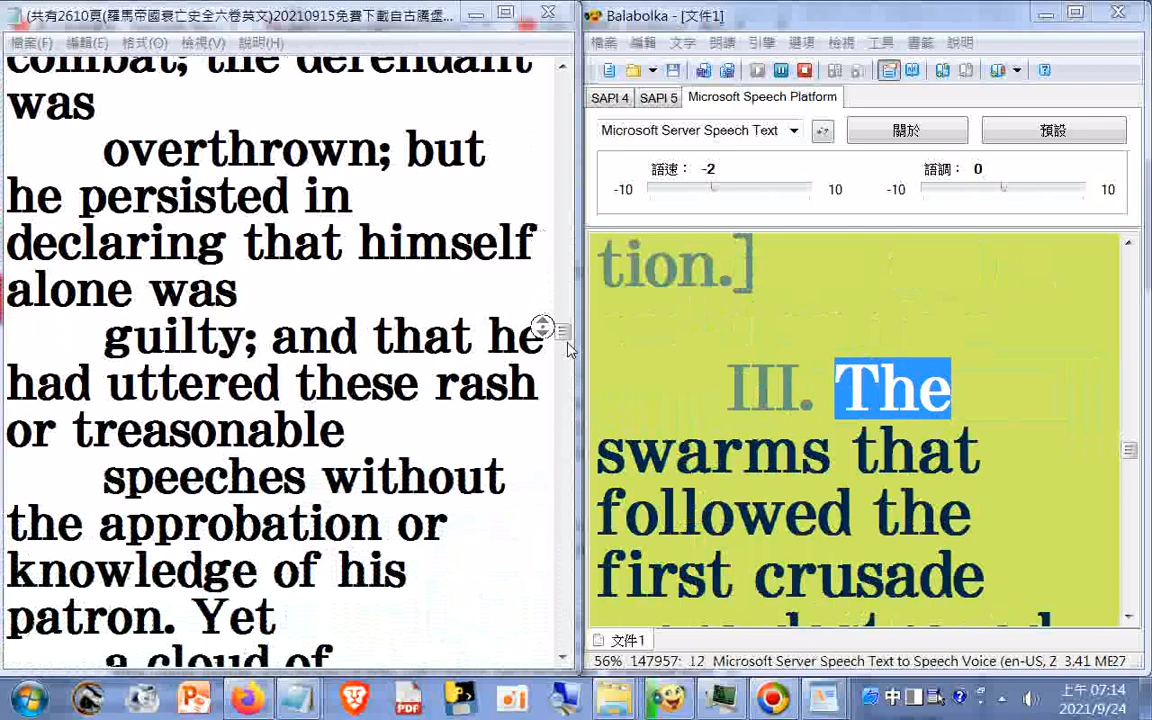 (共有2610頁(羅馬帝國衰亡史全六卷英文)20210915免費下載自古騰堡...
檔案(F) 編輯(E) 格式(O) 檢視(V) 說明(H)
combat; the defendant
was
overthrown; but
he persisted in
declaring that himself
alone was
guilty; and that he
had uttered these rash
or treasonable
speeches without
the approbation or
knowledge of his
patron. Yet
a cloud of
Balabolka - [文件1]
檔案 編輯 文字 朗讀 引擎 選項 檢視 工具 書籤 說明
SAPI 4 SAPI 5 Microsoft Speech Platform
Microsoft Server Speech Text 關於 預設
語速： -2 語調： 0
-10 10 -10 10
tion.]
III. The
swarms that
followed the
first crusade
文件1
56% 147957: 12 Microsoft Server Speech Text to Speech Voice (en-US, Z 3.41 ME27
PDF
中
上午 07:14
2021/9/24